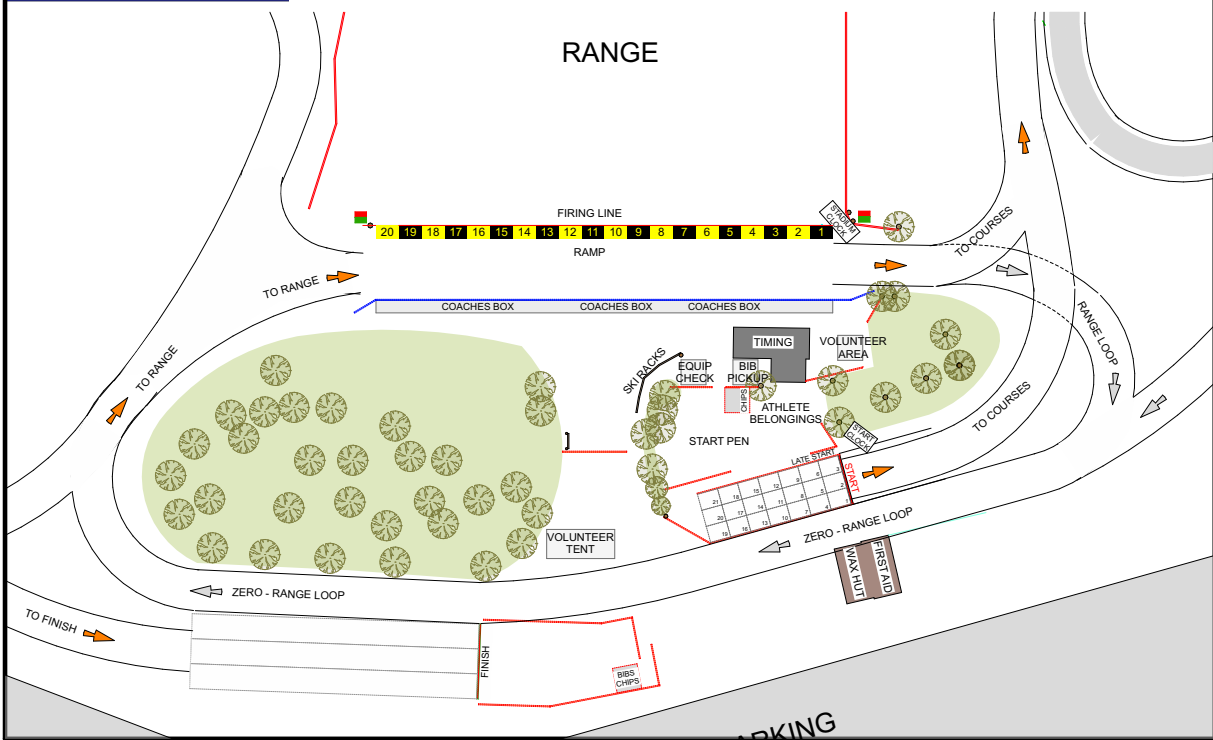 RANGE
FIRING LINE
20 19 18 17 16 15 14 13 12 11 10 9 8 7 6 5 4 3 2 1
RAMP
STADIUM
CLOCK
TO COURSES
TO RANGE
COACHES BOX COACHES BOX COACHES BOX
RANGE LOOP
TO RANGE
TIMING
VOLUNTEER
AREA
SKI RACKS
EQUIP
CHECK
BIB
PICKUP
CHIPS
ATHLETE
BELONGINGS
TO COURSES
START PEN
START
CLOCK
LATE START
START
21 18 15 12 9 6 3
20 17 14 11 8 5 2
19 16 13 10 7 4 1
ZERO - RANGE LOOP
VOLUNTEER
TENT
FIRST AID
WAX HUT
ZERO - RANGE LOOP
TO FINISH
FINISH
BIBS
CHIPS